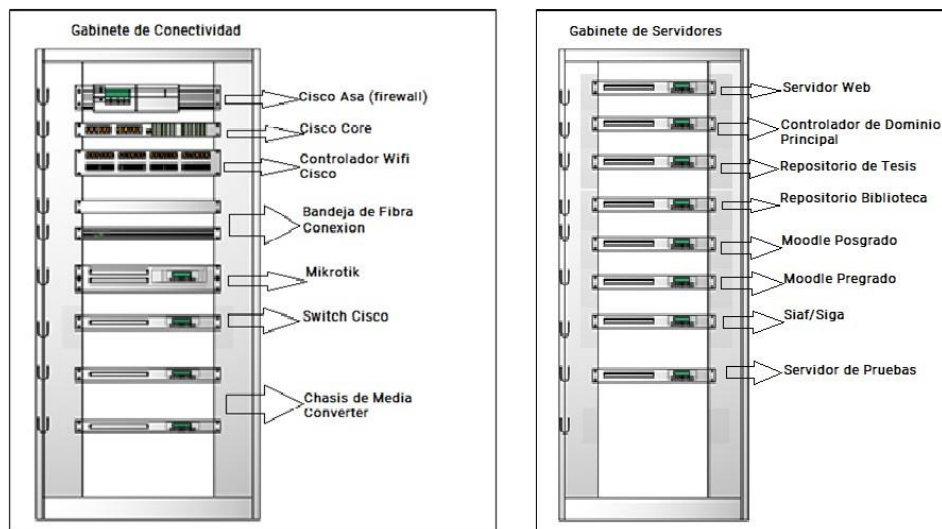 Gabinete de Conectividad
Cisco Asa (firewall)
Cisco Core
Controlador Wifi
Cisco
Bandeja de Fibra
Conexion
Mikrotik
Switch Cisco
Chasis de Media
Converter
Gabinete de Servidores
Servidor Web
Controlador de Dominio
Principal
Repositorio de Tesis
Repositorio Biblioteca
Moodle Posgrado
Moodle Pregrado
Siaf/Siga
Servidor de Pruebas